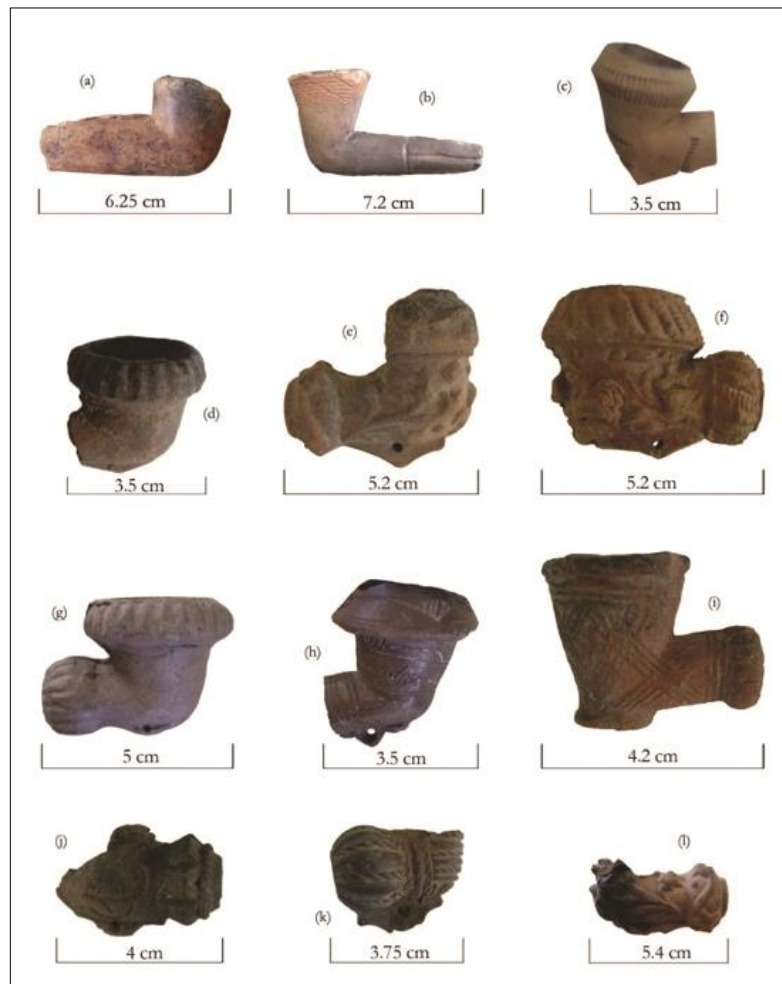 (a)
(b)
(c)
6.25 cm
7.2 cm
3.5 cm
(d)
(e)
(f)
3.5 cm
5.2 cm
5.2 cm
(g)
(h)
(i)
5 cm
3.5 cm
4.2 cm
(j)
(k)
(l)
4 cm
3.75 cm
5.4 cm